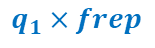 q₁ × frep